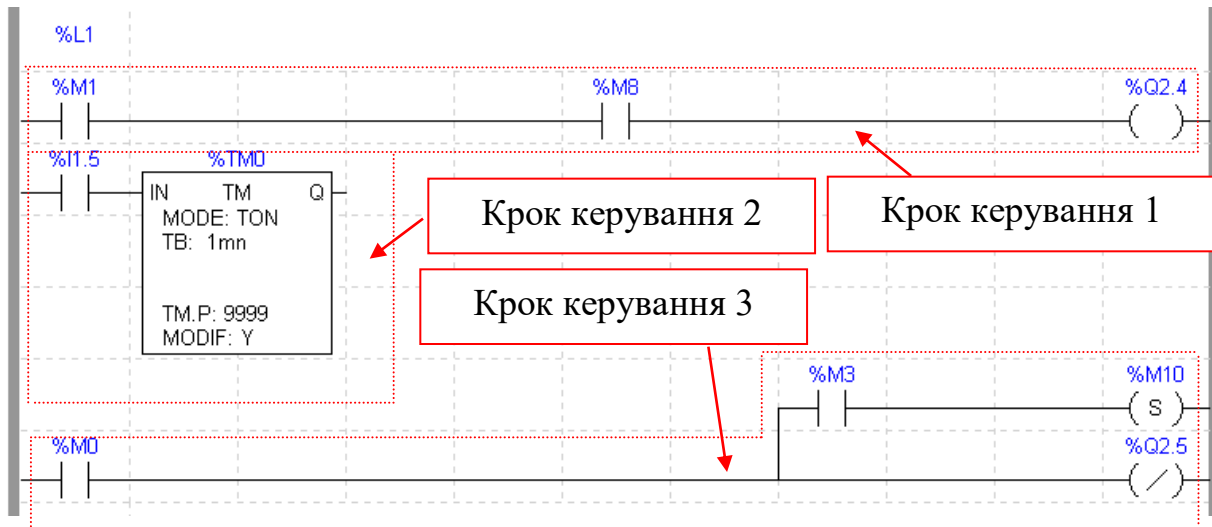 %L1
%M1 %M8 %Q2.4
%I1.5 %TM0
IN TM Q
MODE: TON
TB: 1mn
TM.P: 9999
MODIF: Y
Крок керування 2
Крок керування 1
Крок керування 3
%M3 %M10
S
%M0 %Q2.5